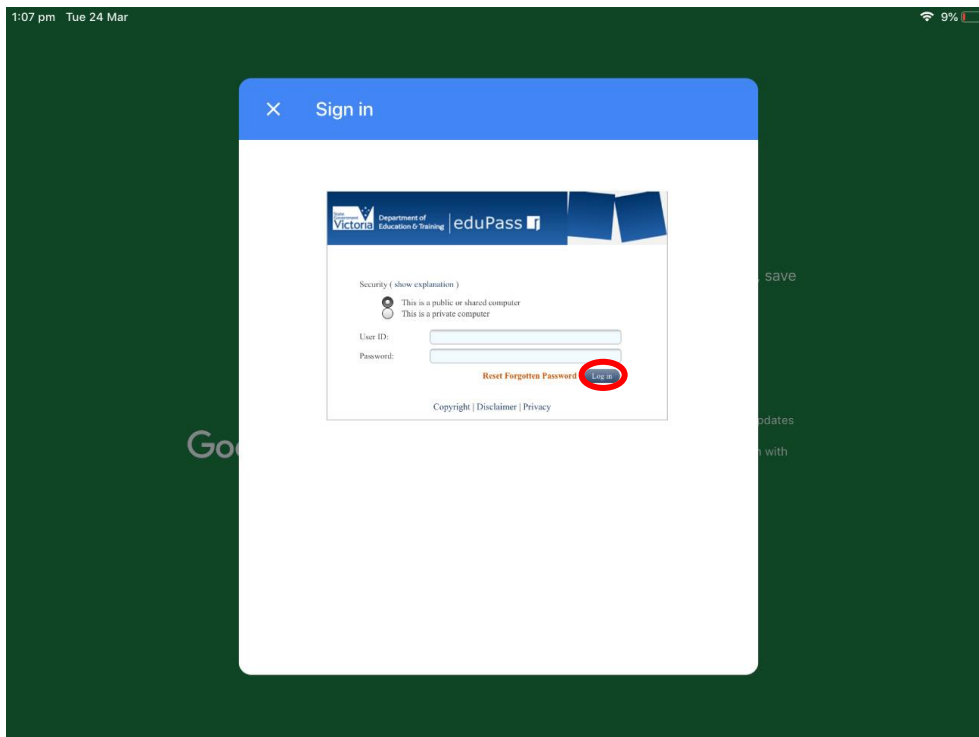 1:07 pm Tue 24 Mar 9%
Sign in
State
Government
Victoria
Department of
Education & Training
eduPass
save
Security ( show explanation )
This is a public or shared computer
This is a private computer
User ID:
Password:
Reset Forgotten Password Log in
Copyright | Disclaimer | Privacy
pdates
Goo
with